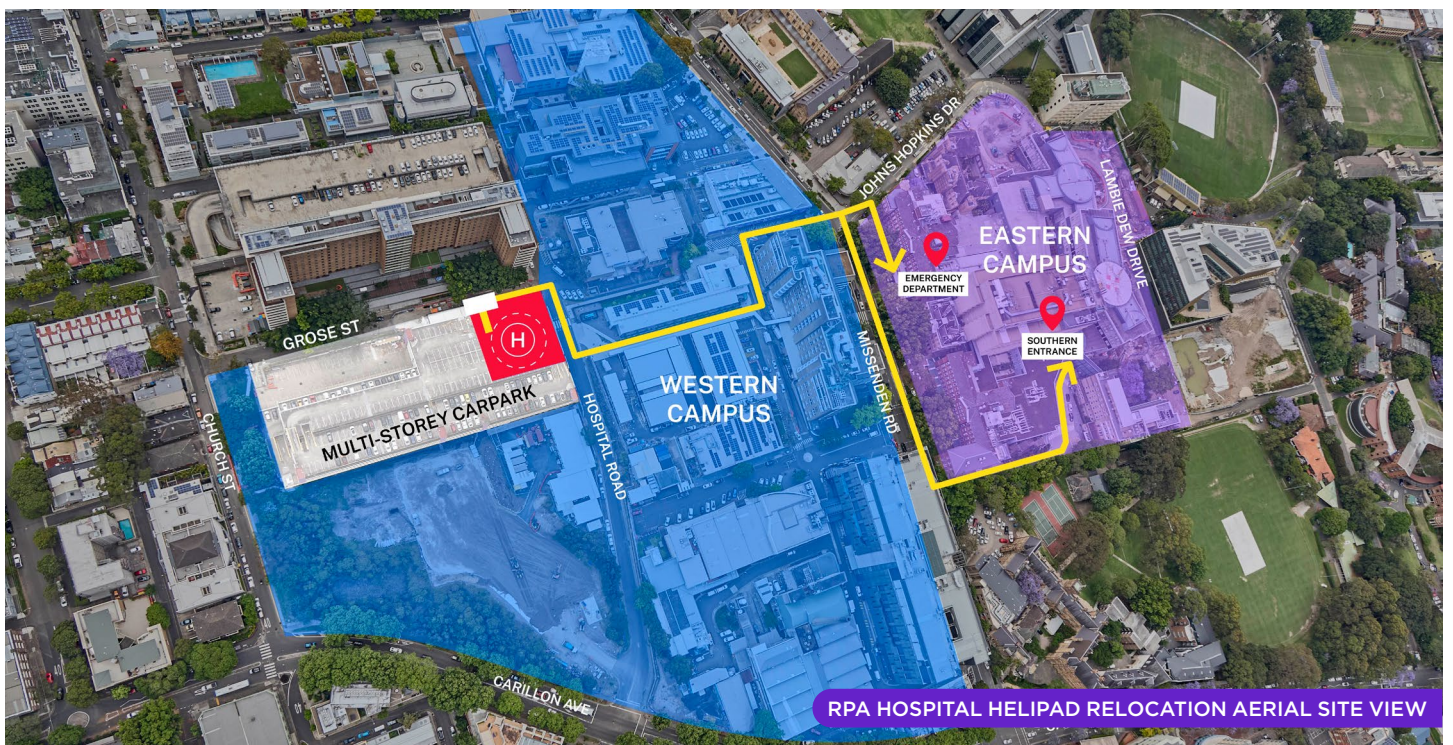 JOHNS HOPKINS DR
LAMBIE DEW DRIVE
EASTERN
CAMPUS
EMERGENCY
DEPARTMENT
SOUTHERN
ENTRANCE
GROSE ST
H
MULTI-STOREY CARPARK
WESTERN
CAMPUS
MISSENDEN RD
HOSPITAL ROAD
CHURCH ST
CARILLON AVE
RPA HOSPITAL HELIPAD RELOCATION AERIAL SITE VIEW